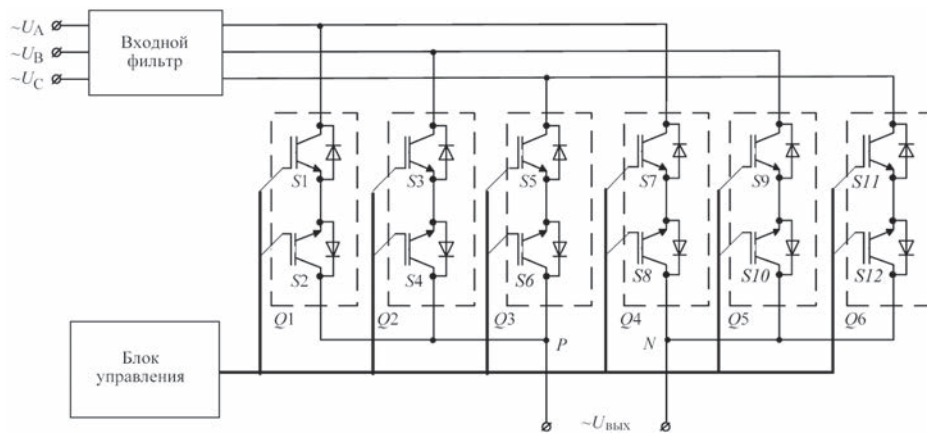 ~UA
~UB
~UC
Входной
фильтр
S1
S3
S5
S7
S9
S11
S2
S4
S6
S8
S10
S12
Q1
Q2
Q3
Q4
Q5
Q6
P
N
Блок
управления
~Uвых